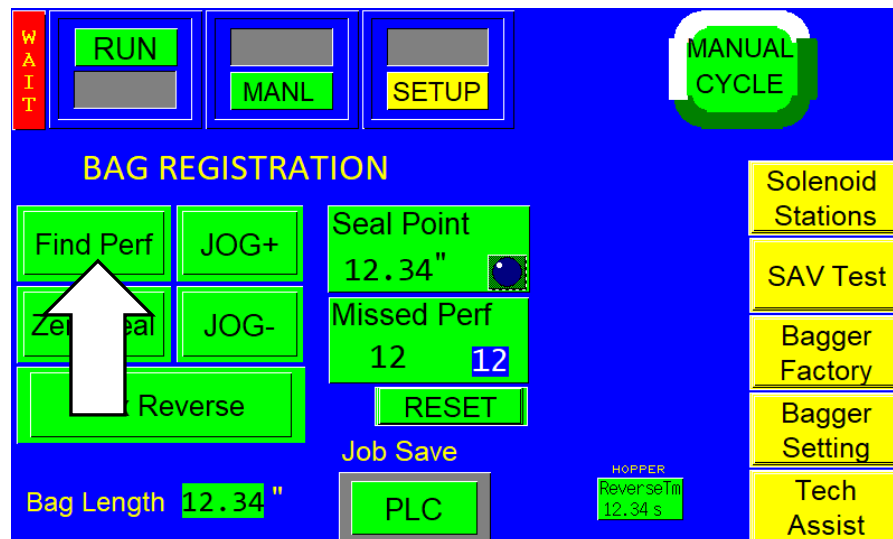 WAIT
RUN
MANL
SETUP
MANUAL
CYCLE
BAG REGISTRATION
Find Perf
JOG+
Seal Point
12.34"
JOG-
Missed Perf
12 12
Reverse
RESET
Bag Length 12.34 "
Job Save
PLC
HOPPER
ReverseTm
12.34 s
Solenoid
Stations
SAV Test
Bagger
Factory
Bagger
Setting
Tech
Assist